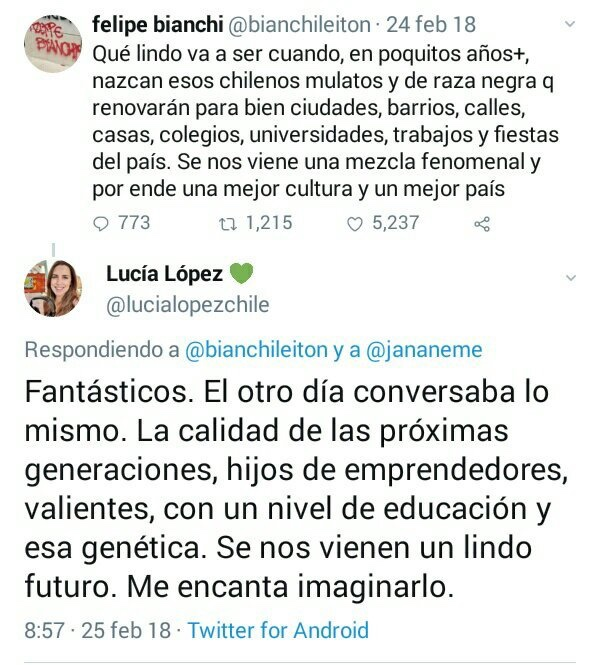 felipe bianchi @bianchileiton · 24 feb 18
Qué lindo va a ser cuando, en poquitos años+,
nazcan esos chilenos mulatos y de raza negra q
renovarán para bien ciudades, barrios, calles,
casas, colegios, universidades, trabajos y fiestas
del país. Se nos viene una mezcla fenomenal y
por ende una mejor cultura y un mejor país
773 1,215 5,237
Lucía López 💚
@lucialopezchile
Respondiendo a @bianchileiton y a @jananeme
Fantásticos. El otro día conversaba lo
mismo. La calidad de las próximas
generaciones, hijos de emprendedores,
valientes, con un nivel de educación y
esa genética. Se nos vienen un lindo
futuro. Me encanta imaginarlo.
8:57 · 25 feb 18 · Twitter for Android